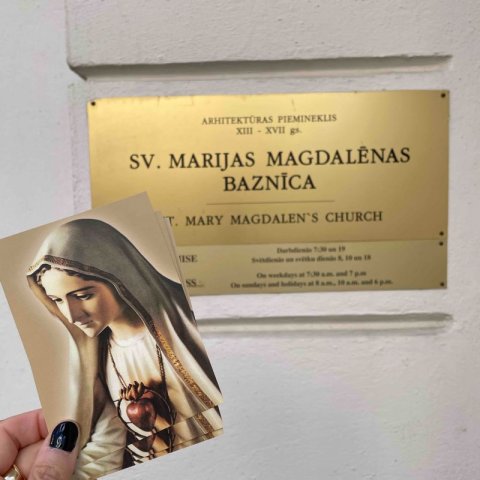 ARHITEKTŪRAS PIEMINEKLIS
XIII - XVII gs.
SV. MARIJAS MAGDALĒNAS
BAZNĪCA
T. MARY MAGDALEN`S CHURCH
ISE
Darbdienās 7:30 un 19
Svētdienās un svētku dienās 8, 10 un 18
SS:
On weekdays at 7:30 a.m. and 7 p.m
On sundays and holidays at 8 a.m., 10 a.m. and 6 p.m.